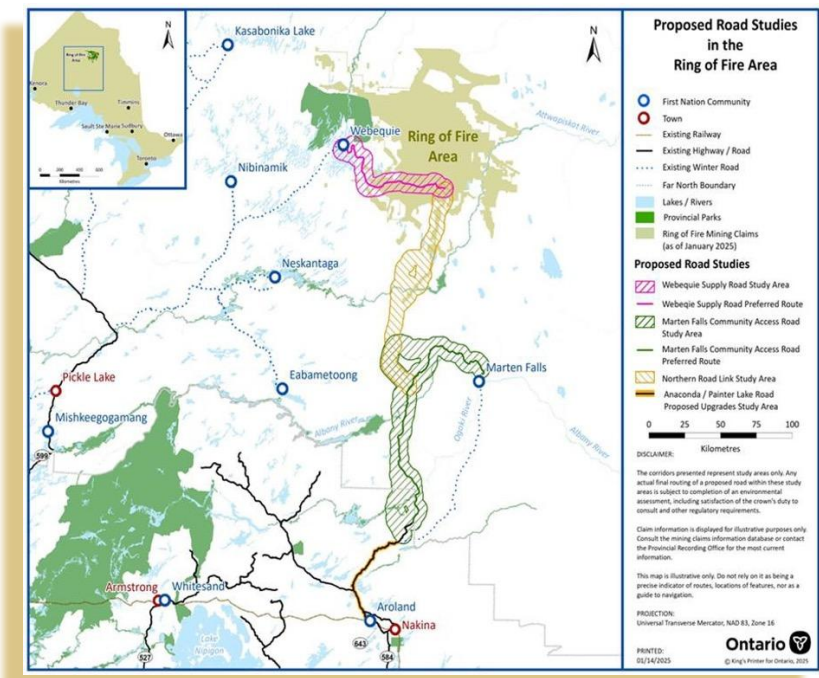 Proposed Road Studies
in the
Ring of Fire Area
First Nation Community
Town
Existing Railway
Existing Highway / Road
Existing Winter Road
Far North Boundary
Lakes / Rivers
Provincial Parks
Ring of Fire Mining Claims
(as of January 2025)
Proposed Road Studies
Webequie Supply Road Study Area
Webeqie Supply Road Preferred Route
Marten Falls Community Access Road
Study Area
Marten Falls Community Access Road
Preferred Route
Northern Road Link Study Area
Anaconda / Painter Lake Road
Proposed Upgrades Study Area
0 25 50 75 100
Kilometres
DISCLAIMER:
The corridors presented represent study areas only. Any
actual final routing of a proposed road within these study
areas is subject to completion of an environmental
assessment, including satisfaction of the crown's duty to
consult and other regulatory requirements.
Claim information is displayed for illustrative purposes only.
Consult the mining claims information database or contact
the Provincial Recording Office for the most current
information.
This map is illustrative only. Do not rely on it as being a
precise indicator of routes, locations of features, nor as a
guide to navigation.
PROJECTION:
Universal Transverse Mercator, NAD 83, Zone 16
PRINTED:
01/14/2025
Ontario
© King's Printer for Ontario, 2025
N
Ring of Fire
Area
Kenora
Thunder Bay
Timmins
Sault Ste Marie
Sudbury
Ottawa
Toronto
Kilometres
Kasabonika Lake
N
Webequie
Ring of Fire
Area
Attwapiskat River
Nibinamik
Neskantaga
Pickle Lake
Eabametoong
Marten Falls
Mishkeegogamang
Albany River
Ogoki River
Albany River
599
Armstrong
Whitesand
Aroland
Nakina
Lake
Nipigon
527
643
584